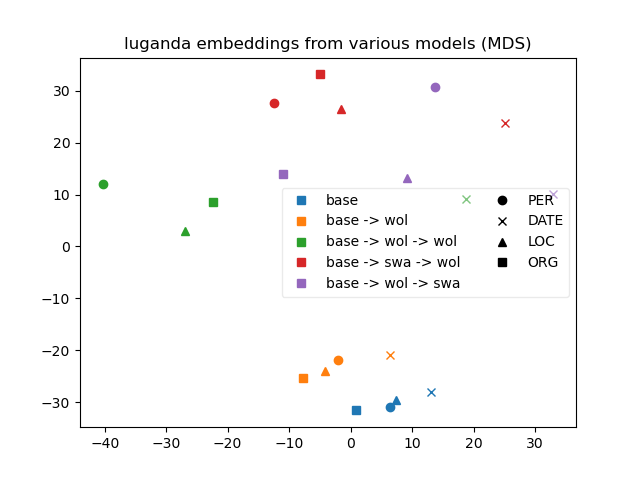 luganda embeddings from various models (MDS)
30
20
10
0
−10
−20
−30
base
base -> wol
base -> wol -> wol
base -> swa -> wol
base -> wol -> swa
PER
DATE
LOC
ORG
−40 −30 −20 −10 0 10 20 30